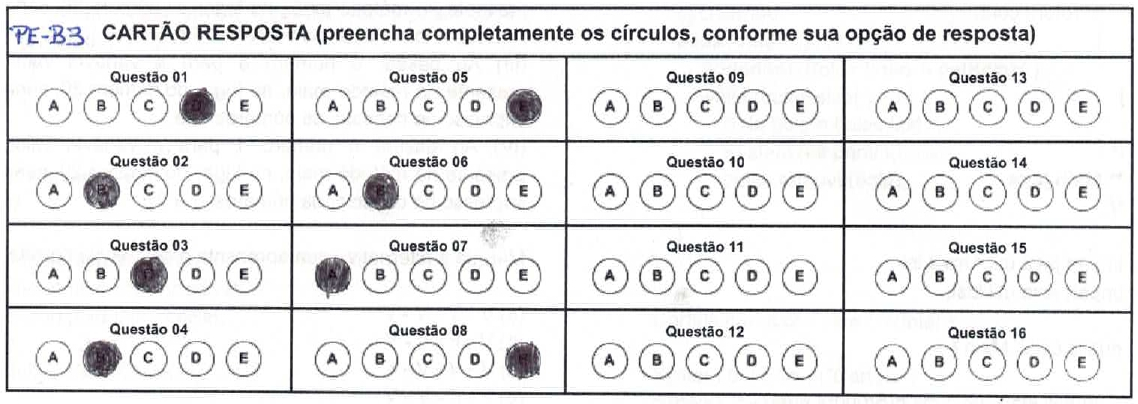 PE-B3 CARTÃO RESPOSTA (preencha completamente os círculos, conforme sua opção de resposta)
Questão 01 Questão 05 Questão 09 Questão 13
A B C D E A B C D E A B C D E A B C D E
Questão 02 Questão 06 Questão 10 Questão 14
A B C D E A B C D E A B C D E A B C D E
Questão 03 Questão 07 Questão 11 Questão 15
A B C D E A B C D E A B C D E A B C D E
Questão 04 Questão 08 Questão 12 Questão 16
A B C D E A B C D E A B C D E A B C D E